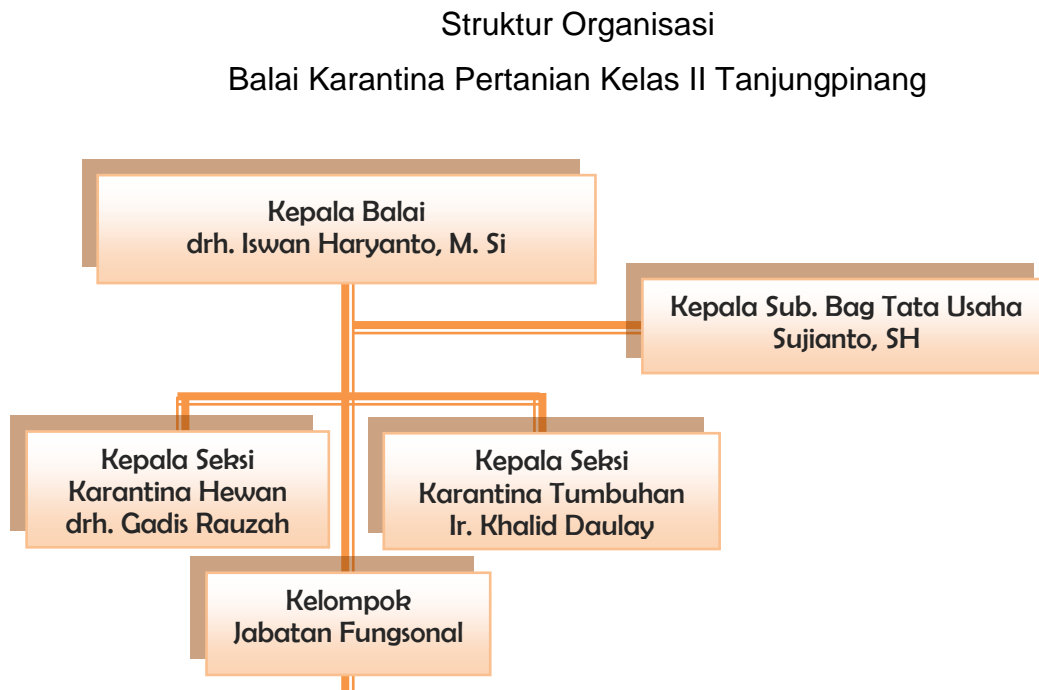 Struktur Organisasi
Balai Karantina Pertanian Kelas II Tanjungpinang
Kepala Balai
drh. Iswan Haryanto, M. Si
Kepala Sub. Bag Tata Usaha
Sujianto, SH
Kepala Seksi
Karantina Hewan
drh. Gadis Rauzah
Kepala Seksi
Karantina Tumbuhan
Ir. Khalid Daulay
Kelompok
Jabatan Fungsonal